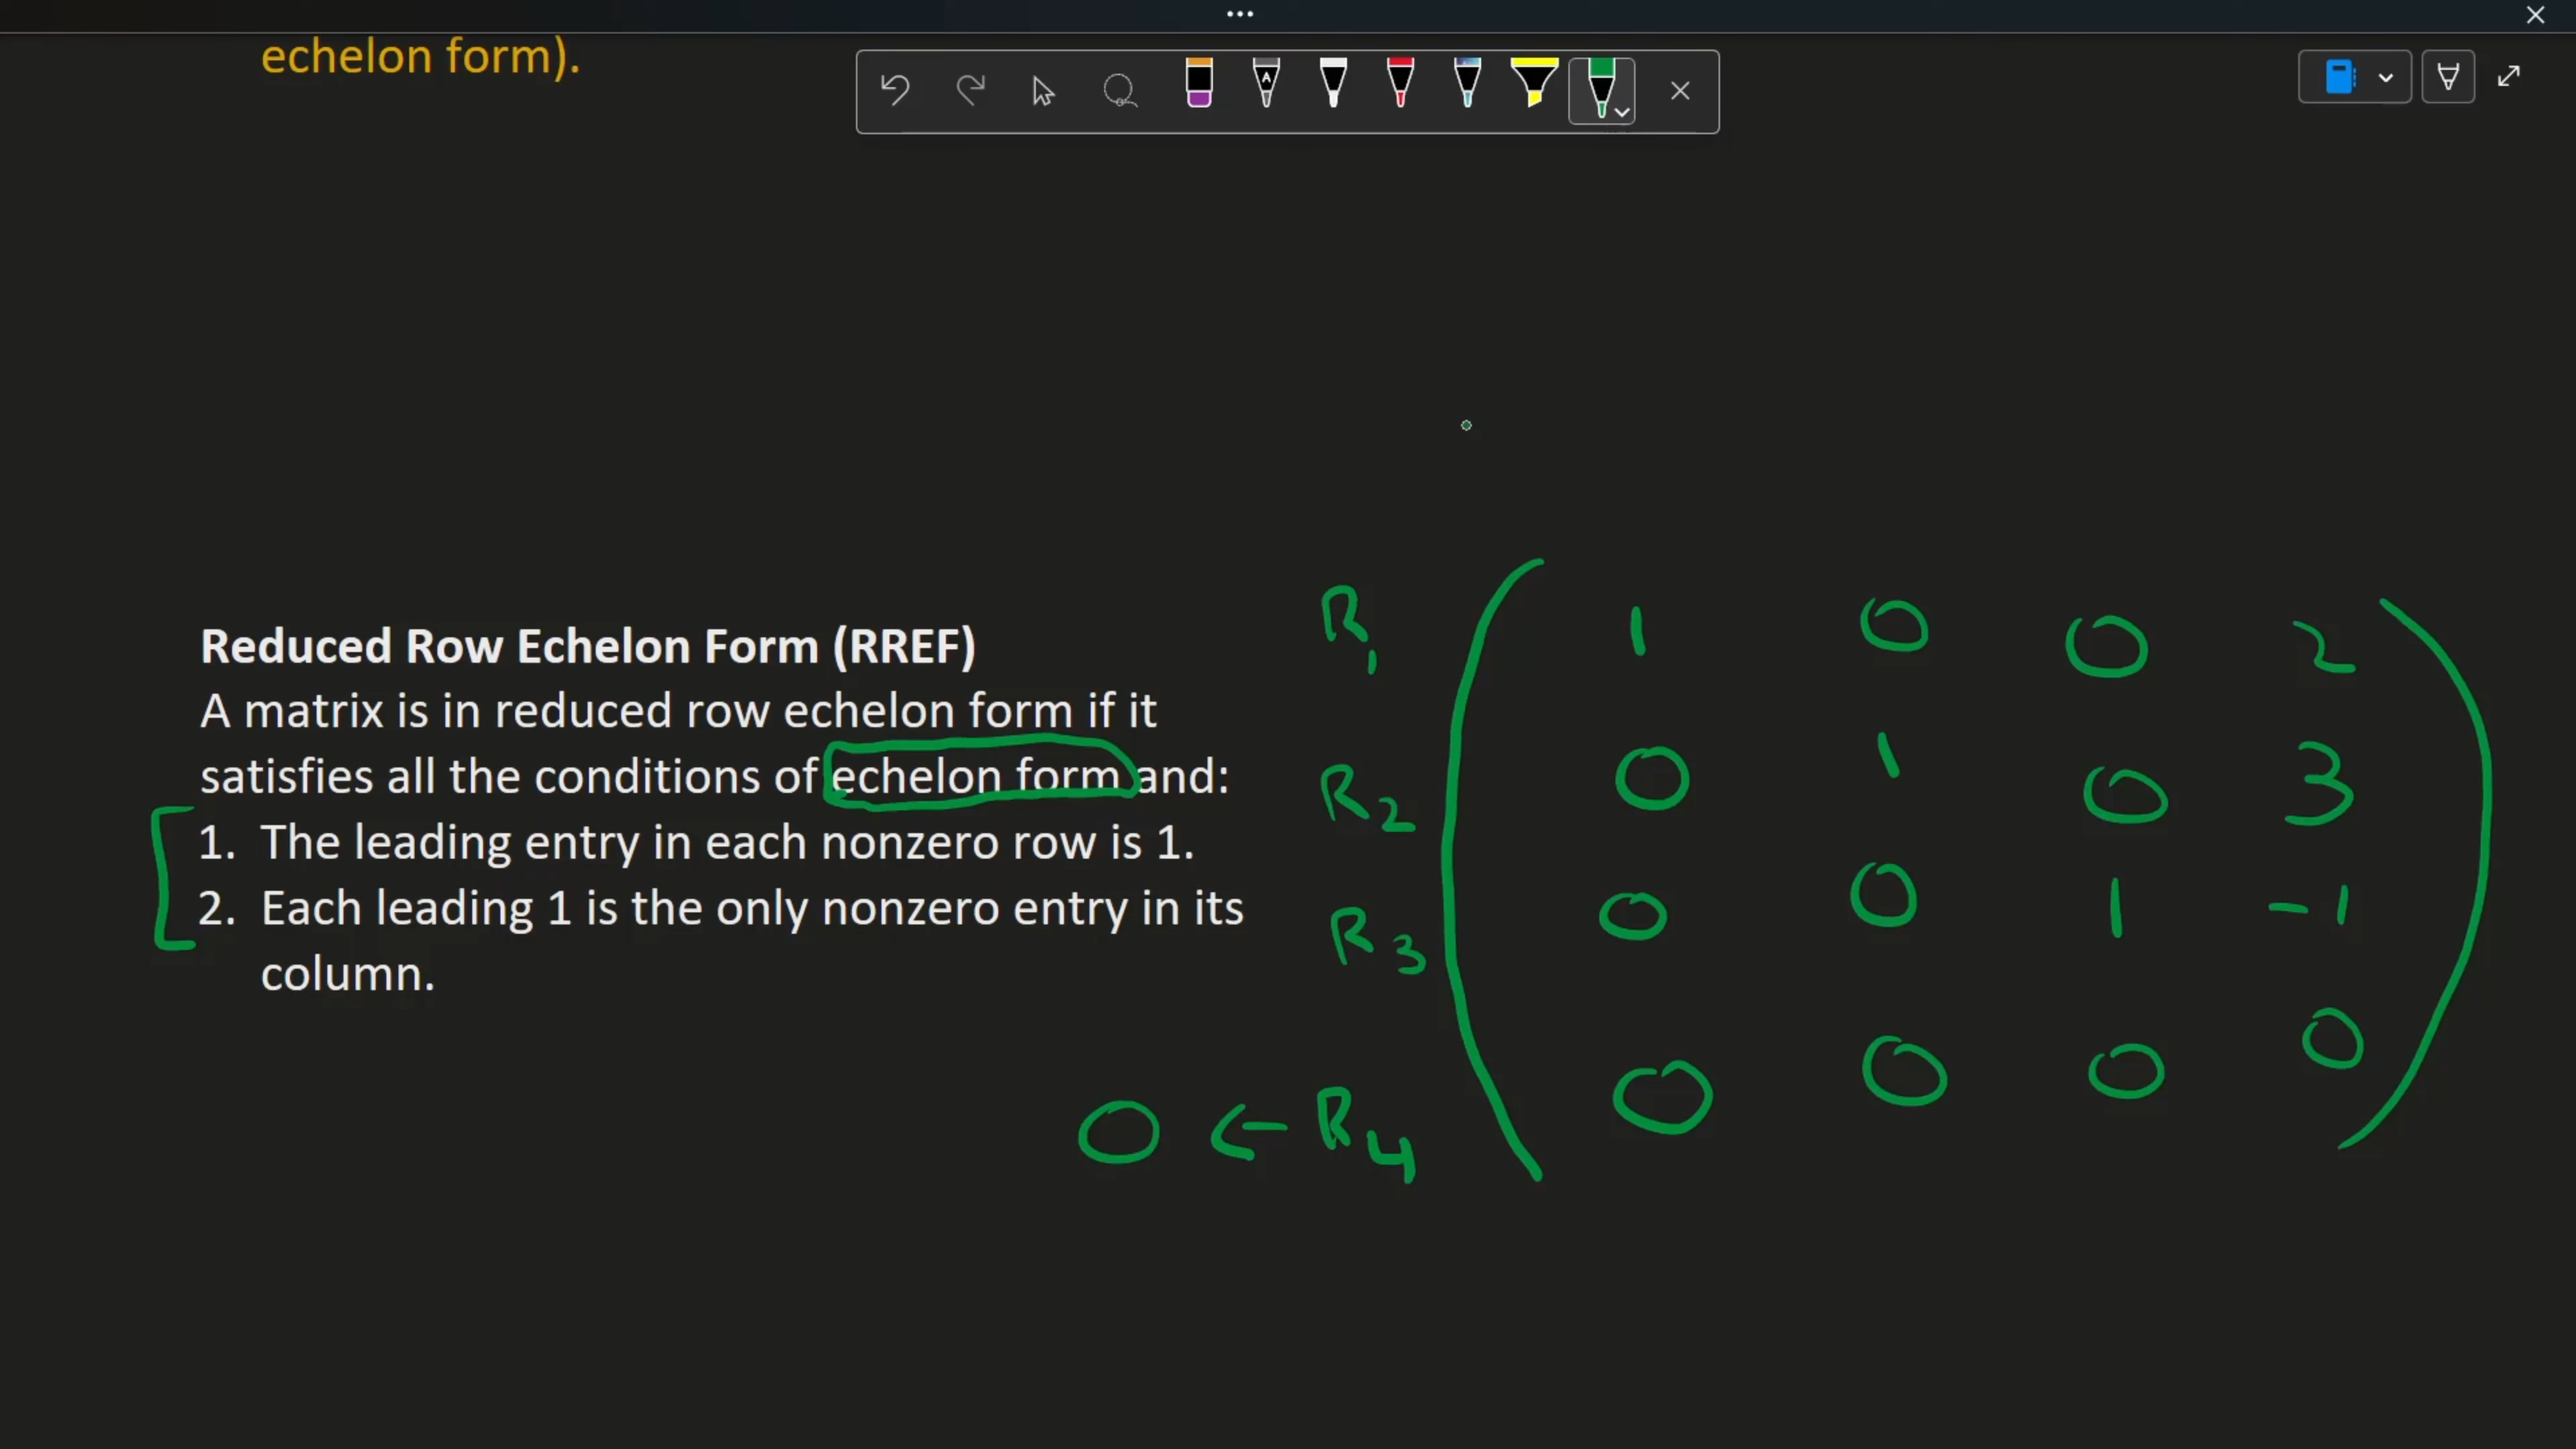 echelon form).
Reduced Row Echelon Form (RREF)
A matrix is in reduced row echelon form if it
satisfies all the conditions of echelon form and:
1. The leading entry in each nonzero row is 1.
2. Each leading 1 is the only nonzero entry in its
column.
R1 ( 1 0 0 2 )
R2 0 1 0 3
R3 0 0 1 -1
0 ← R4 0 0 0 0